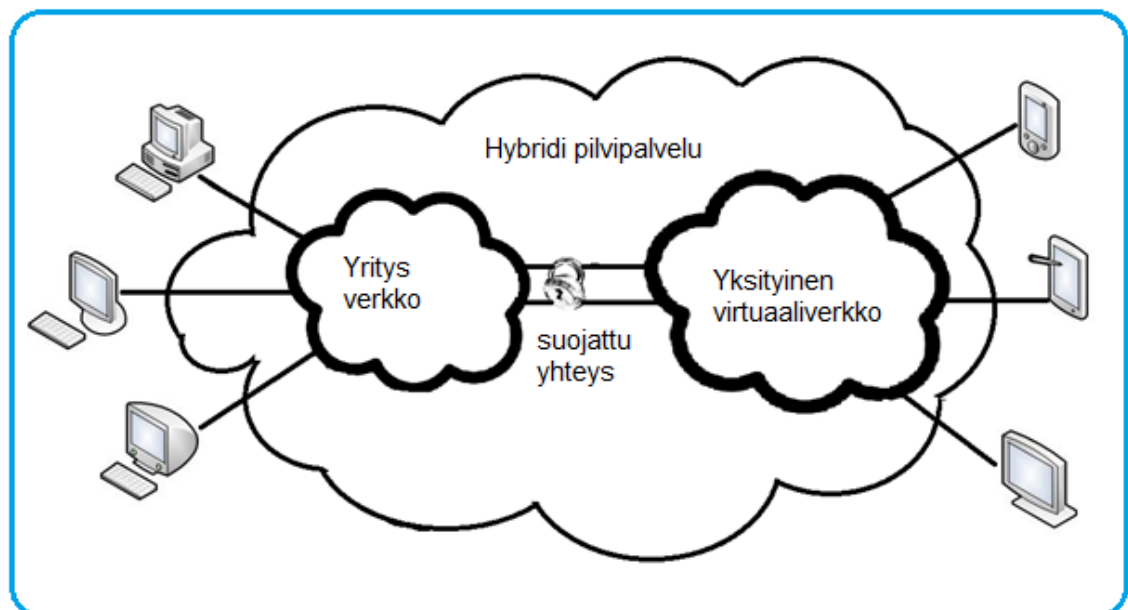 Hybridi pilvipalvelu
Yritys
verkko
suojattu
yhteys
Yksityinen
virtuaaliverkko